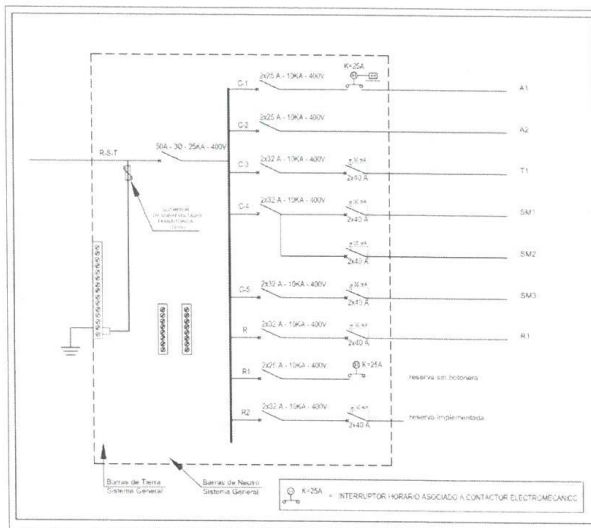 K=25A
C-1 2x25 A - 10KA - 400V A1
C-2 2x25 A - 10KA - 400V A2
R-S-T 50A - 3Ø - 25KA -400V
C-3 2x32 A - 10KA - 400V 2x40 A T1
DE
C-4 2x32 A - 10KA - 400V 2x40 A SM1
2x40 A SM2
C-5 2x32 A - 10KA - 400V 2x40 A SM3
R 2x32 A - 10KA - 400V 2x40 A
R1 2x25 A - 10KA - 400V K=25A reserva sin botonera
R2 2x32 A - 10KA - 400V 2x40 A reserva implementada
Barras de Tierra
Sistema General
Barras de Neutro
Sistema General
K=25A = INTERRUPTOR HORARIO ASOCIADO A CONTACTOR ELECTROMECANICO